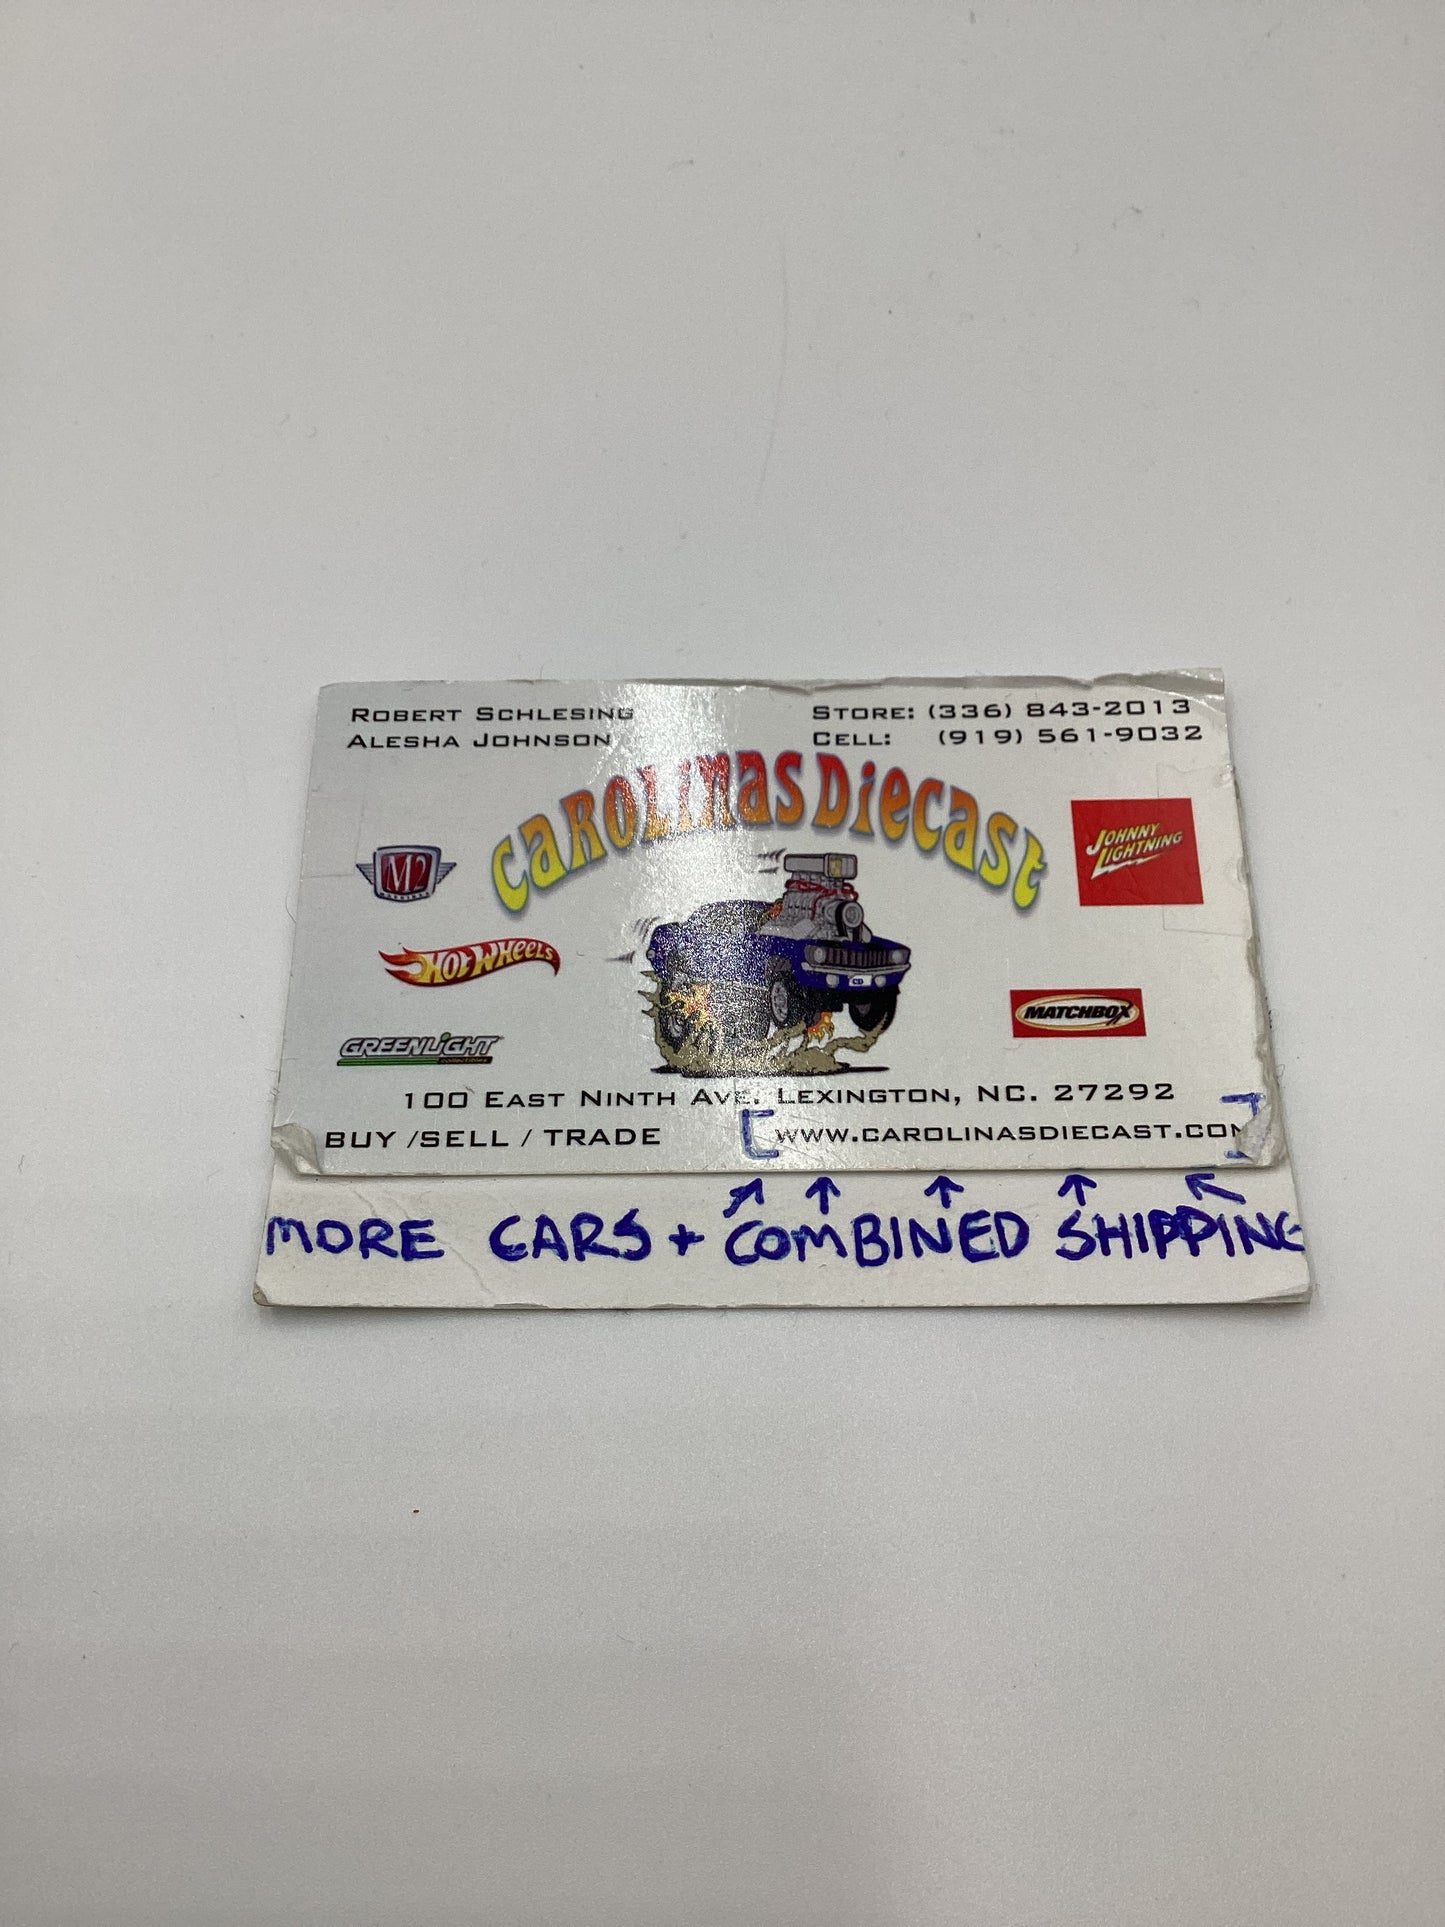 ROBERT SCHLESING
ALESHA JOHNSON
STORE: (336) 843-2013
CELL: (919) 561-9032
CAROLINAS DIECAST
M2
JOHNNY
LIGHTNING
HOT WHEELS
MATCHBOX
GREENLIGHT
collectibles
CD
100 EAST NINTH AVE. LEXINGTON, NC. 27292
BUY /SELL / TRADE
WWW.CAROLINASDIECAST.COM
MORE CARS + COMBINED SHIPPING